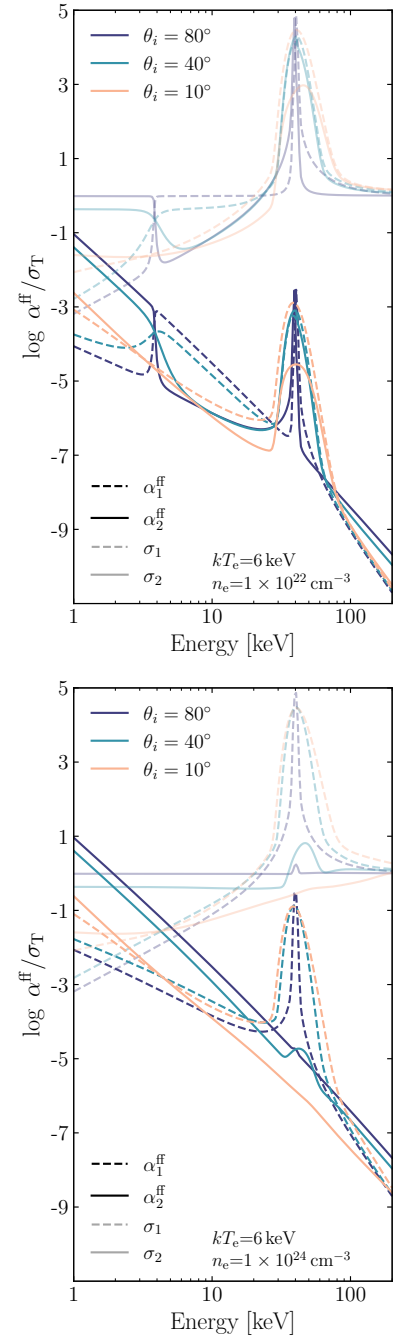 5
3
1
-1
-3
-5
-7
-9
log α^ff/σ_T
θ_i = 80°
θ_i = 40°
θ_i = 10°
α_1^ff
α_2^ff
σ_1
σ_2
kT_e=6 keV
n_e=1 × 10^22 cm^−3
1 10 100
Energy [keV]
5
3
1
-1
-3
-5
-7
-9
log α^ff/σ_T
θ_i = 80°
θ_i = 40°
θ_i = 10°
α_1^ff
α_2^ff
σ_1
σ_2
kT_e=6 keV
n_e=1 × 10^24 cm^−3
1 10 100
Energy [keV]